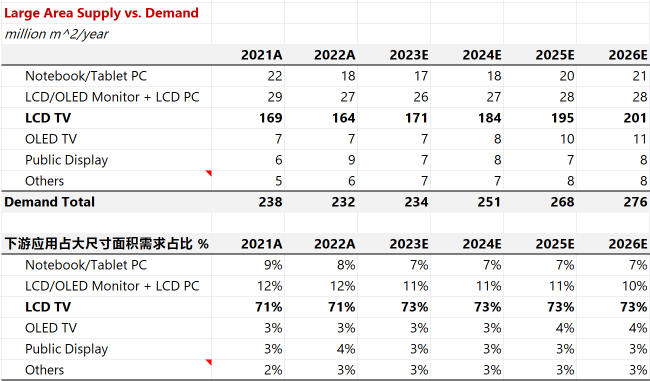 Large Area Supply vs. Demand
million m^2/year
2021A 2022A 2023E 2024E 2025E 2026E
Notebook/Tablet PC 22 18 17 18 20 21
LCD/OLED Monitor + LCD PC 29 27 26 27 28 28
LCD TV 169 164 171 184 195 201
OLED TV 7 7 7 8 10 11
Public Display 6 9 7 8 7 8
Others 5 6 7 7 8 8
Demand Total 238 232 234 251 268 276
下游应用占大尺寸面积需求占比 % 2021A 2022A 2023E 2024E 2025E 2026E
Notebook/Tablet PC 9% 8% 7% 7% 7% 7%
LCD/OLED Monitor + LCD PC 12% 12% 11% 11% 11% 10%
LCD TV 71% 71% 73% 73% 73% 73%
OLED TV 3% 3% 3% 3% 4% 4%
Public Display 3% 4% 3% 3% 3% 3%
Others 2% 3% 3% 3% 3% 3%